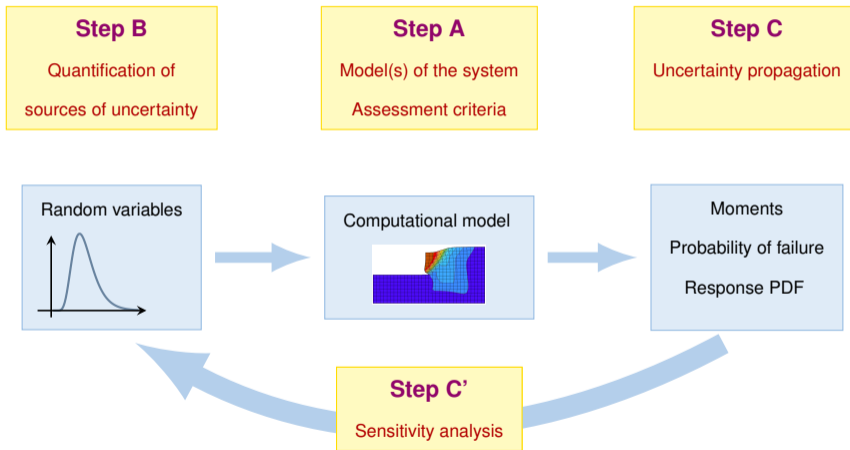 Step B
Quantification of
sources of uncertainty
Step A
Model(s) of the system
Assessment criteria
Step C
Uncertainty propagation
Random variables
Computational model
Moments
Probability of failure
Response PDF
Step C’
Sensitivity analysis